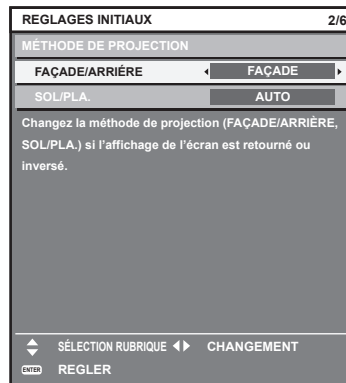 REGLAGES INITIAUX 2/6
MÉTHODE DE PROJECTION
FAÇADE/ARRIÉRE FAÇADE
SOL/PLA. AUTO
Changez la méthode de projection (FAÇADE/ARRIÈRE,
SOL/PLA.) si l'affichage de l'écran est retourné ou
inversé.
SÉLECTION RUBRIQUE CHANGEMENT
ENTER REGLER